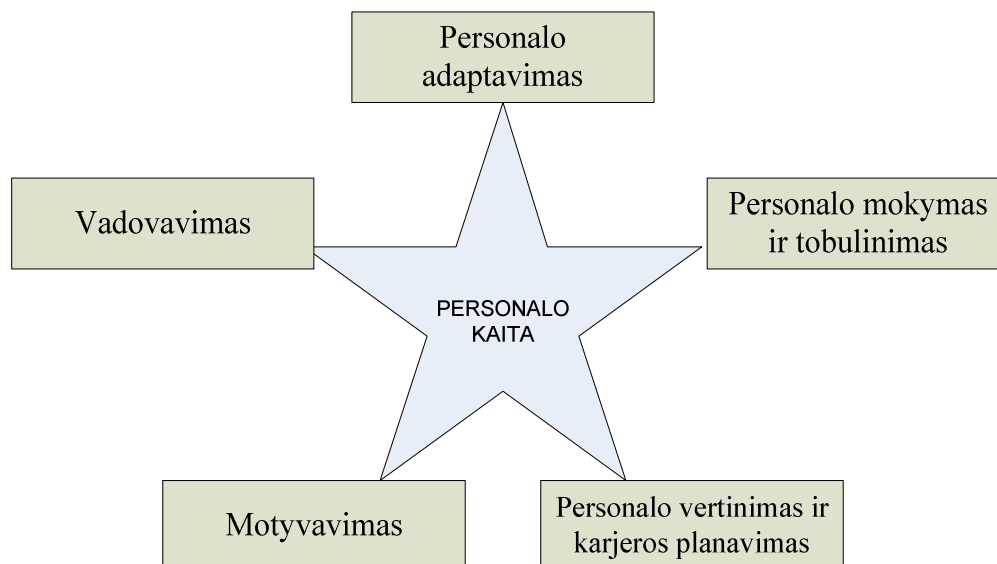 Personalo
adaptavimas
Vadovavimas
Personalo mokymas
ir tobulinimas
PERSONALO
KAITA
Motyvavimas
Personalo vertinimas ir
karjeros planavimas